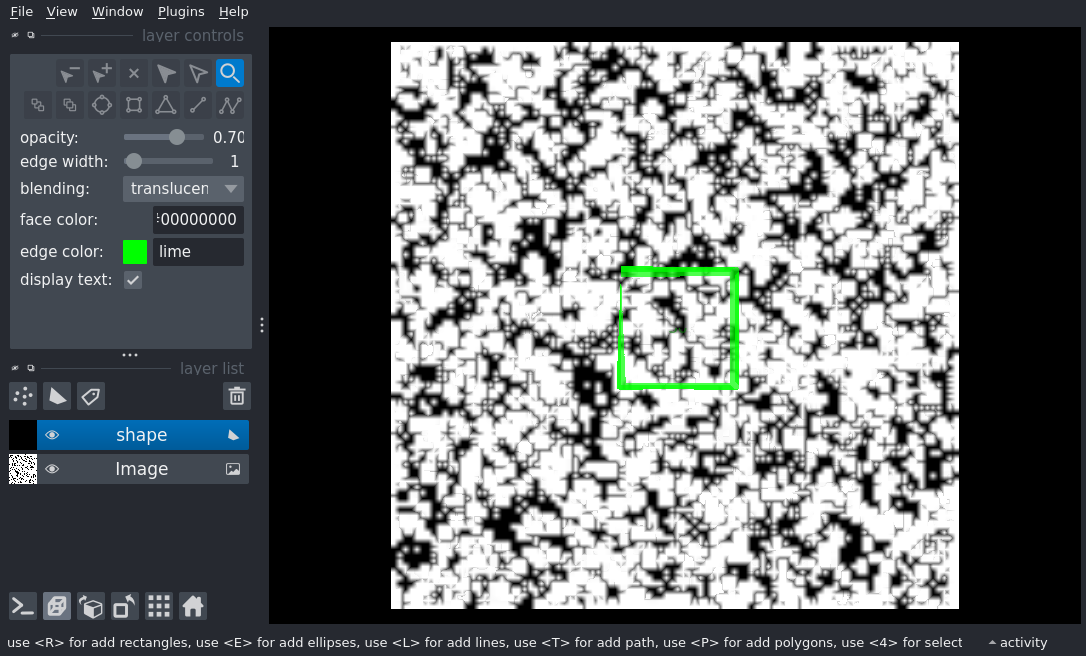 File View Window Plugins Help
layer controls
opacity: 0.70
edge width: 1
blending: translucen
face color: 00000000
edge color: lime
display text:
layer list
shape
Image
use <R> for add rectangles, use <E> for add ellipses, use <L> for add lines, use <T> for add path, use <P> for add polygons, use <4> for select activity